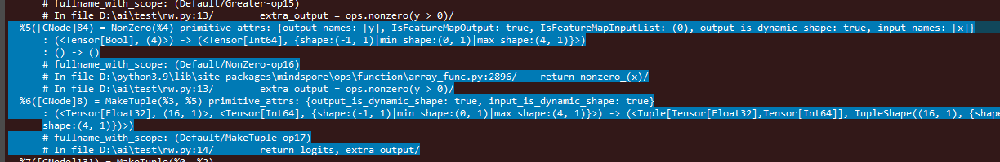 # fullname_with_scope: (Default/Greater-op15)
# In file D:\ai\test\rw.py:13/ extra_output = ops.nonzero(y > 0)/
%5([CNode]84) = NonZero(%4) primitive_attrs: {output_names: [y], IsFeatureMapOutput: true, IsFeatureMapInputList: (0), output_is_dynamic_shape: true, input_names: [x]}
: (<Tensor[Bool], (4)>) -> (<Tensor[Int64], {shape:(-1, 1)|min shape:(0, 1)|max shape:(4, 1)}>)
: () -> ()
# fullname_with_scope: (Default/NonZero-op16)
# In file D:\python3.9\lib\site-packages\mindspore\ops\function\array_func.py:2896/ return nonzero_(x)/
# In file D:\ai\test\rw.py:13/ extra_output = ops.nonzero(y > 0)/
%6([CNode]8) = MakeTuple(%3, %5) primitive_attrs: {output_is_dynamic_shape: true, input_is_dynamic_shape: true}
: (<Tensor[Float32], (16, 1)>, <Tensor[Int64], {shape:(-1, 1)|min shape:(0, 1)|max shape:(4, 1)}>) -> (<Tuple[Tensor[Float32],Tensor[Int64]], TupleShape((16, 1), {shape
shape:(4, 1)})>)
# fullname_with_scope: (Default/MakeTuple-op17)
# In file D:\ai\test\rw.py:14/ return logits, extra_output/
%7([CNode]131) = MakeTuple(%0, %2)